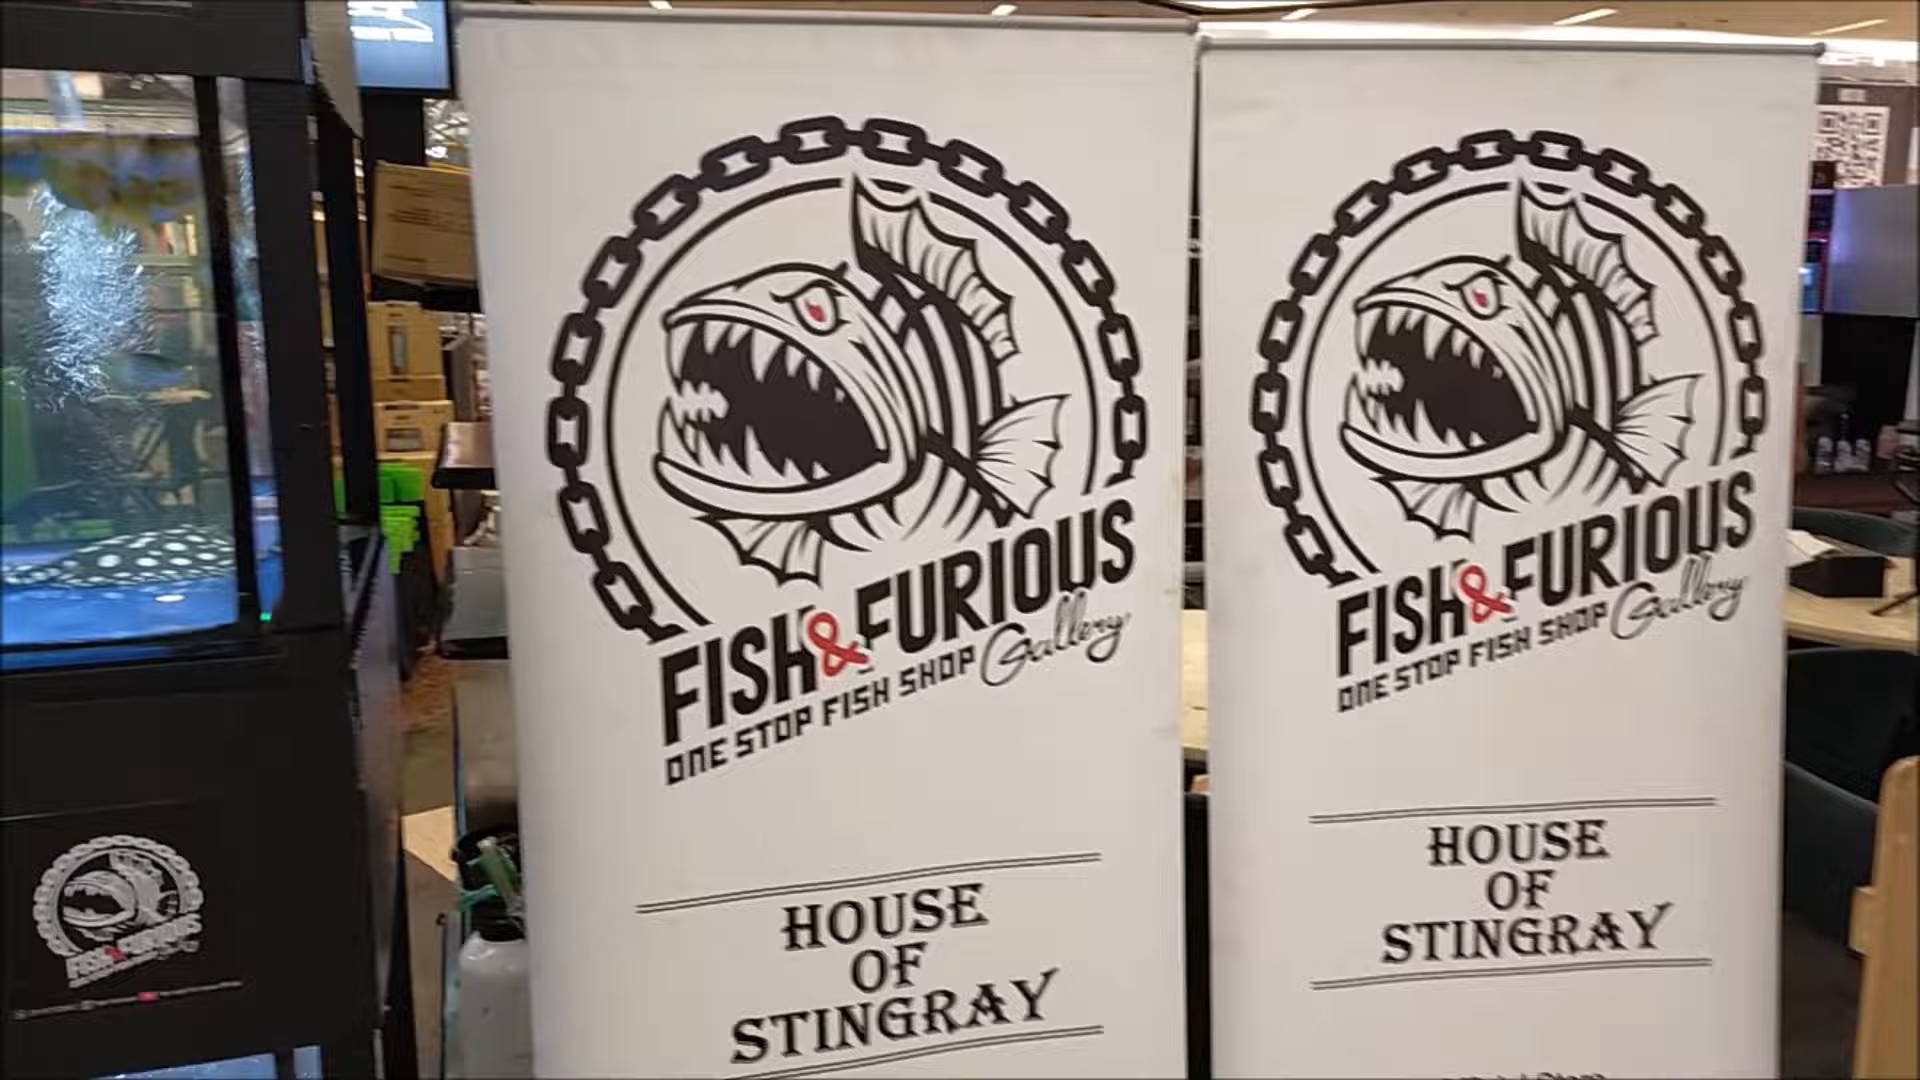 FISH & FURIOUS
ONE STOP FISH SHOP Gallery
HOUSE
OF
STINGRAY
FISH & FURIOUS
ONE STOP FISH SHOP Gallery
HOUSE
OF
STINGRAY
FISH & FURIOUS